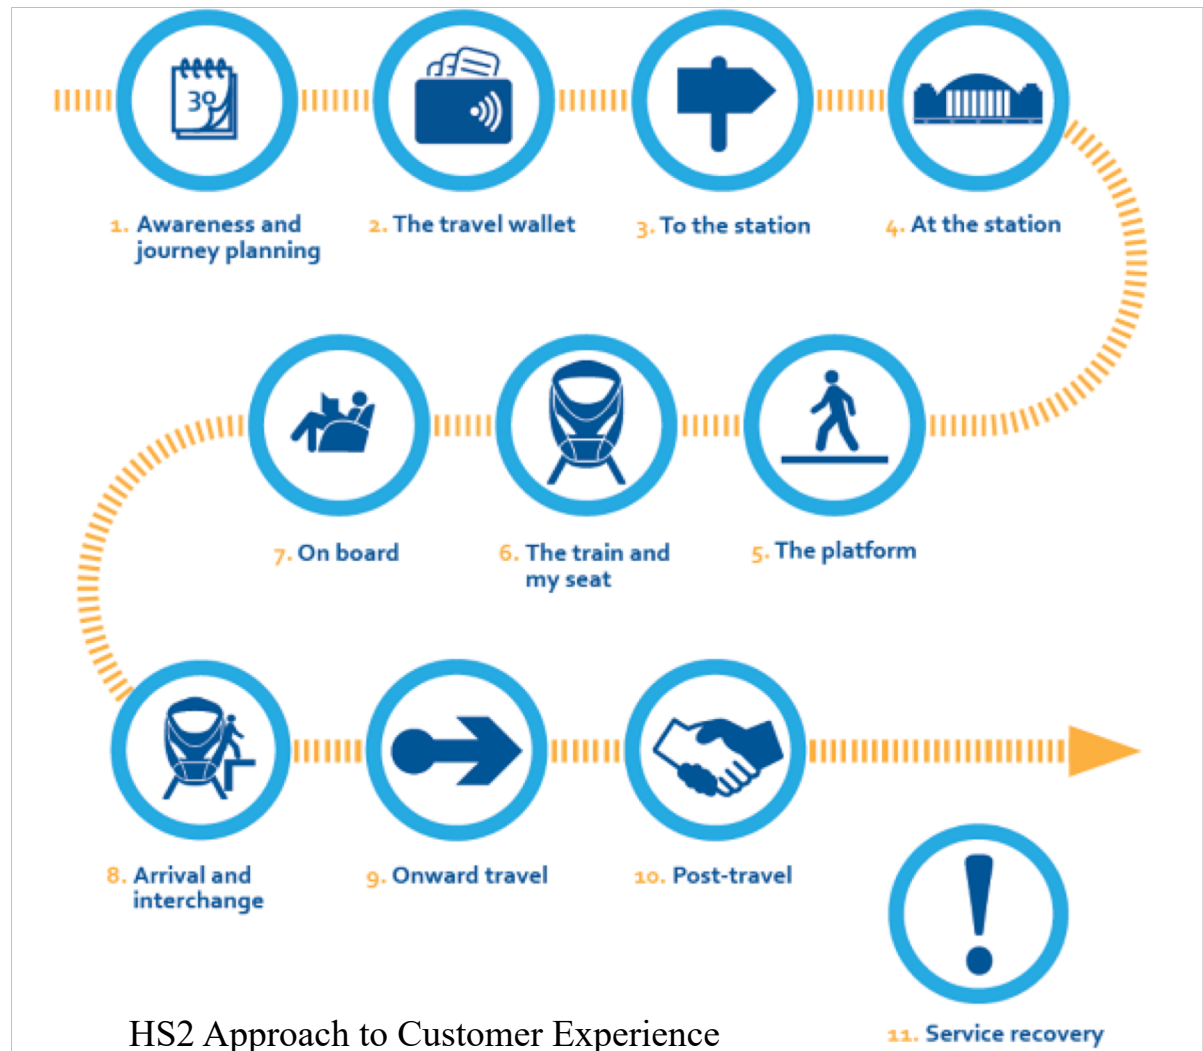 30
1. Awareness and
journey planning
2. The travel wallet
3. To the station
4. At the station
7. On board
6. The train and
my seat
5. The platform
8. Arrival and
interchange
9. Onward travel
10. Post-travel
11. Service recovery
HS2 Approach to Customer Experience